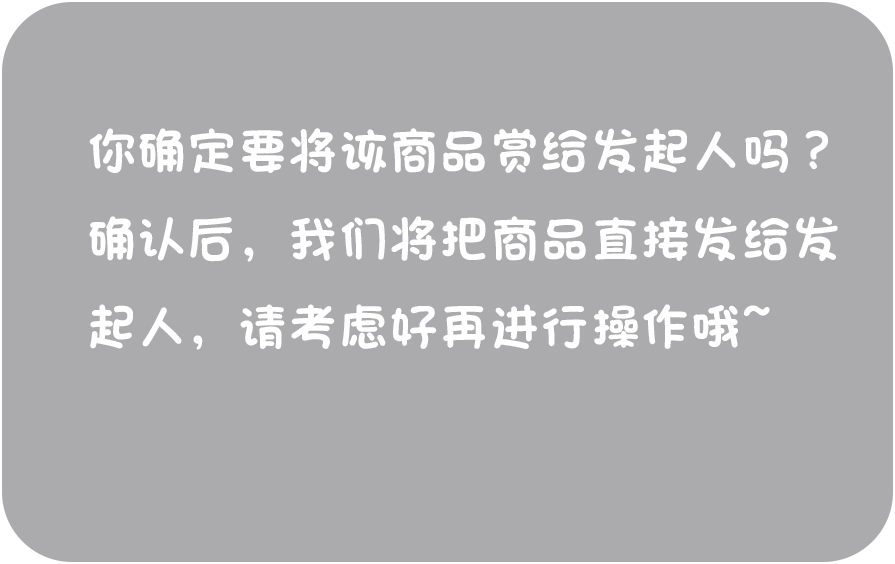 你确定要将该商品赏给发起人吗？
确认后，我们将把商品直接发给发
起人，请考虑好再进行操作哦~